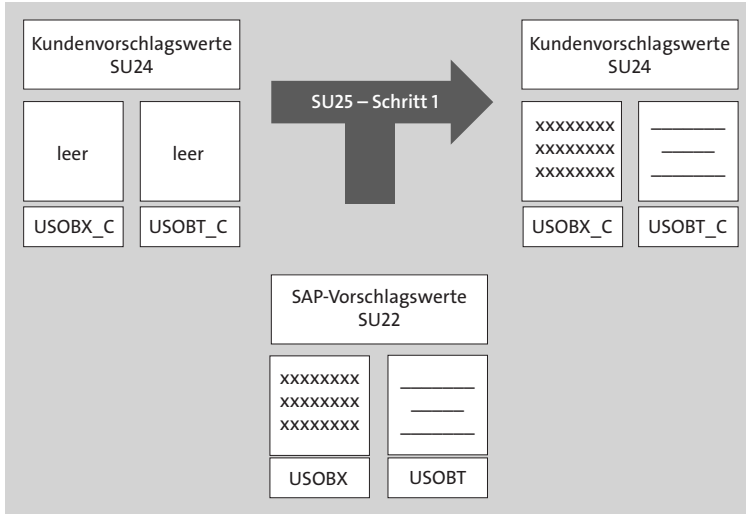 Kundenvorschlagswerte
SU24
leer
leer
USOBX_C
USOBT_C
SU25 – Schritt 1
Kundenvorschlagswerte
SU24
xxxxxxxx
xxxxxxxx
xxxxxxxx
USOBX_C
USOBT_C
SAP-Vorschlagswerte
SU22
xxxxxxxx
xxxxxxxx
xxxxxxxx
USOBX
USOBT